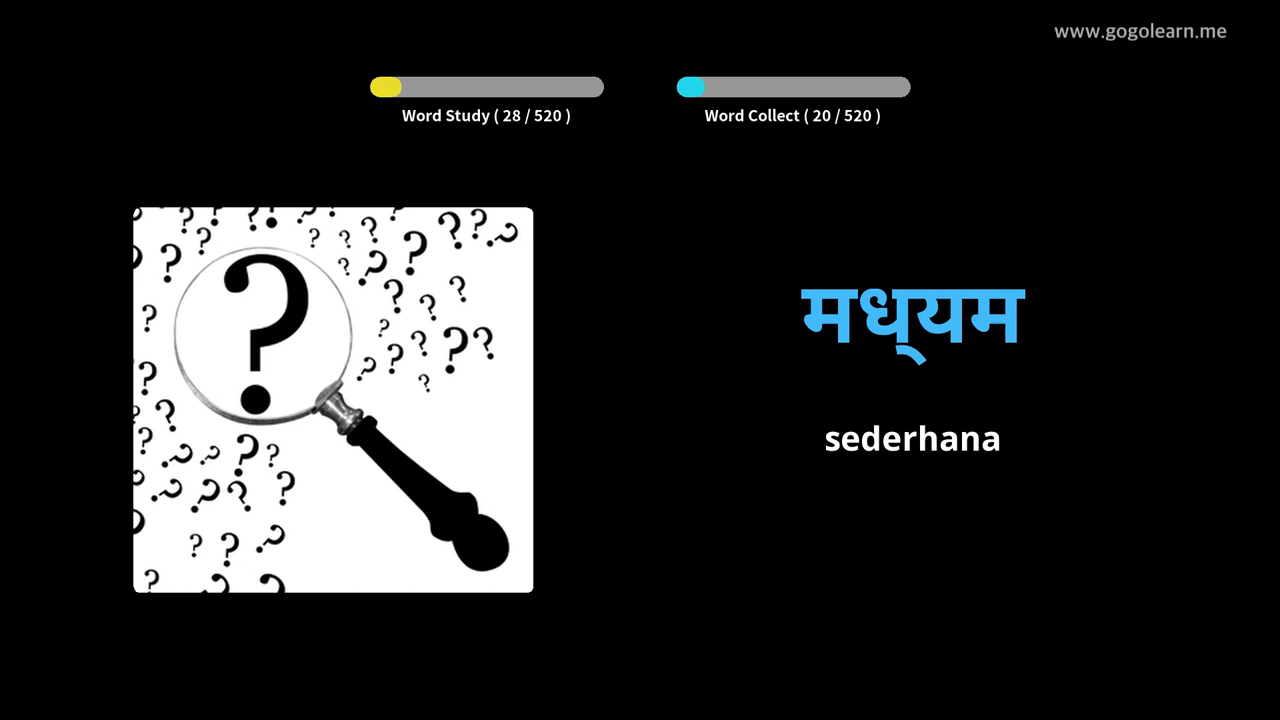 www.gogolearn.me
Word Study ( 28 / 520 )
Word Collect ( 20 / 520 )
मध्‌यम
sederhana